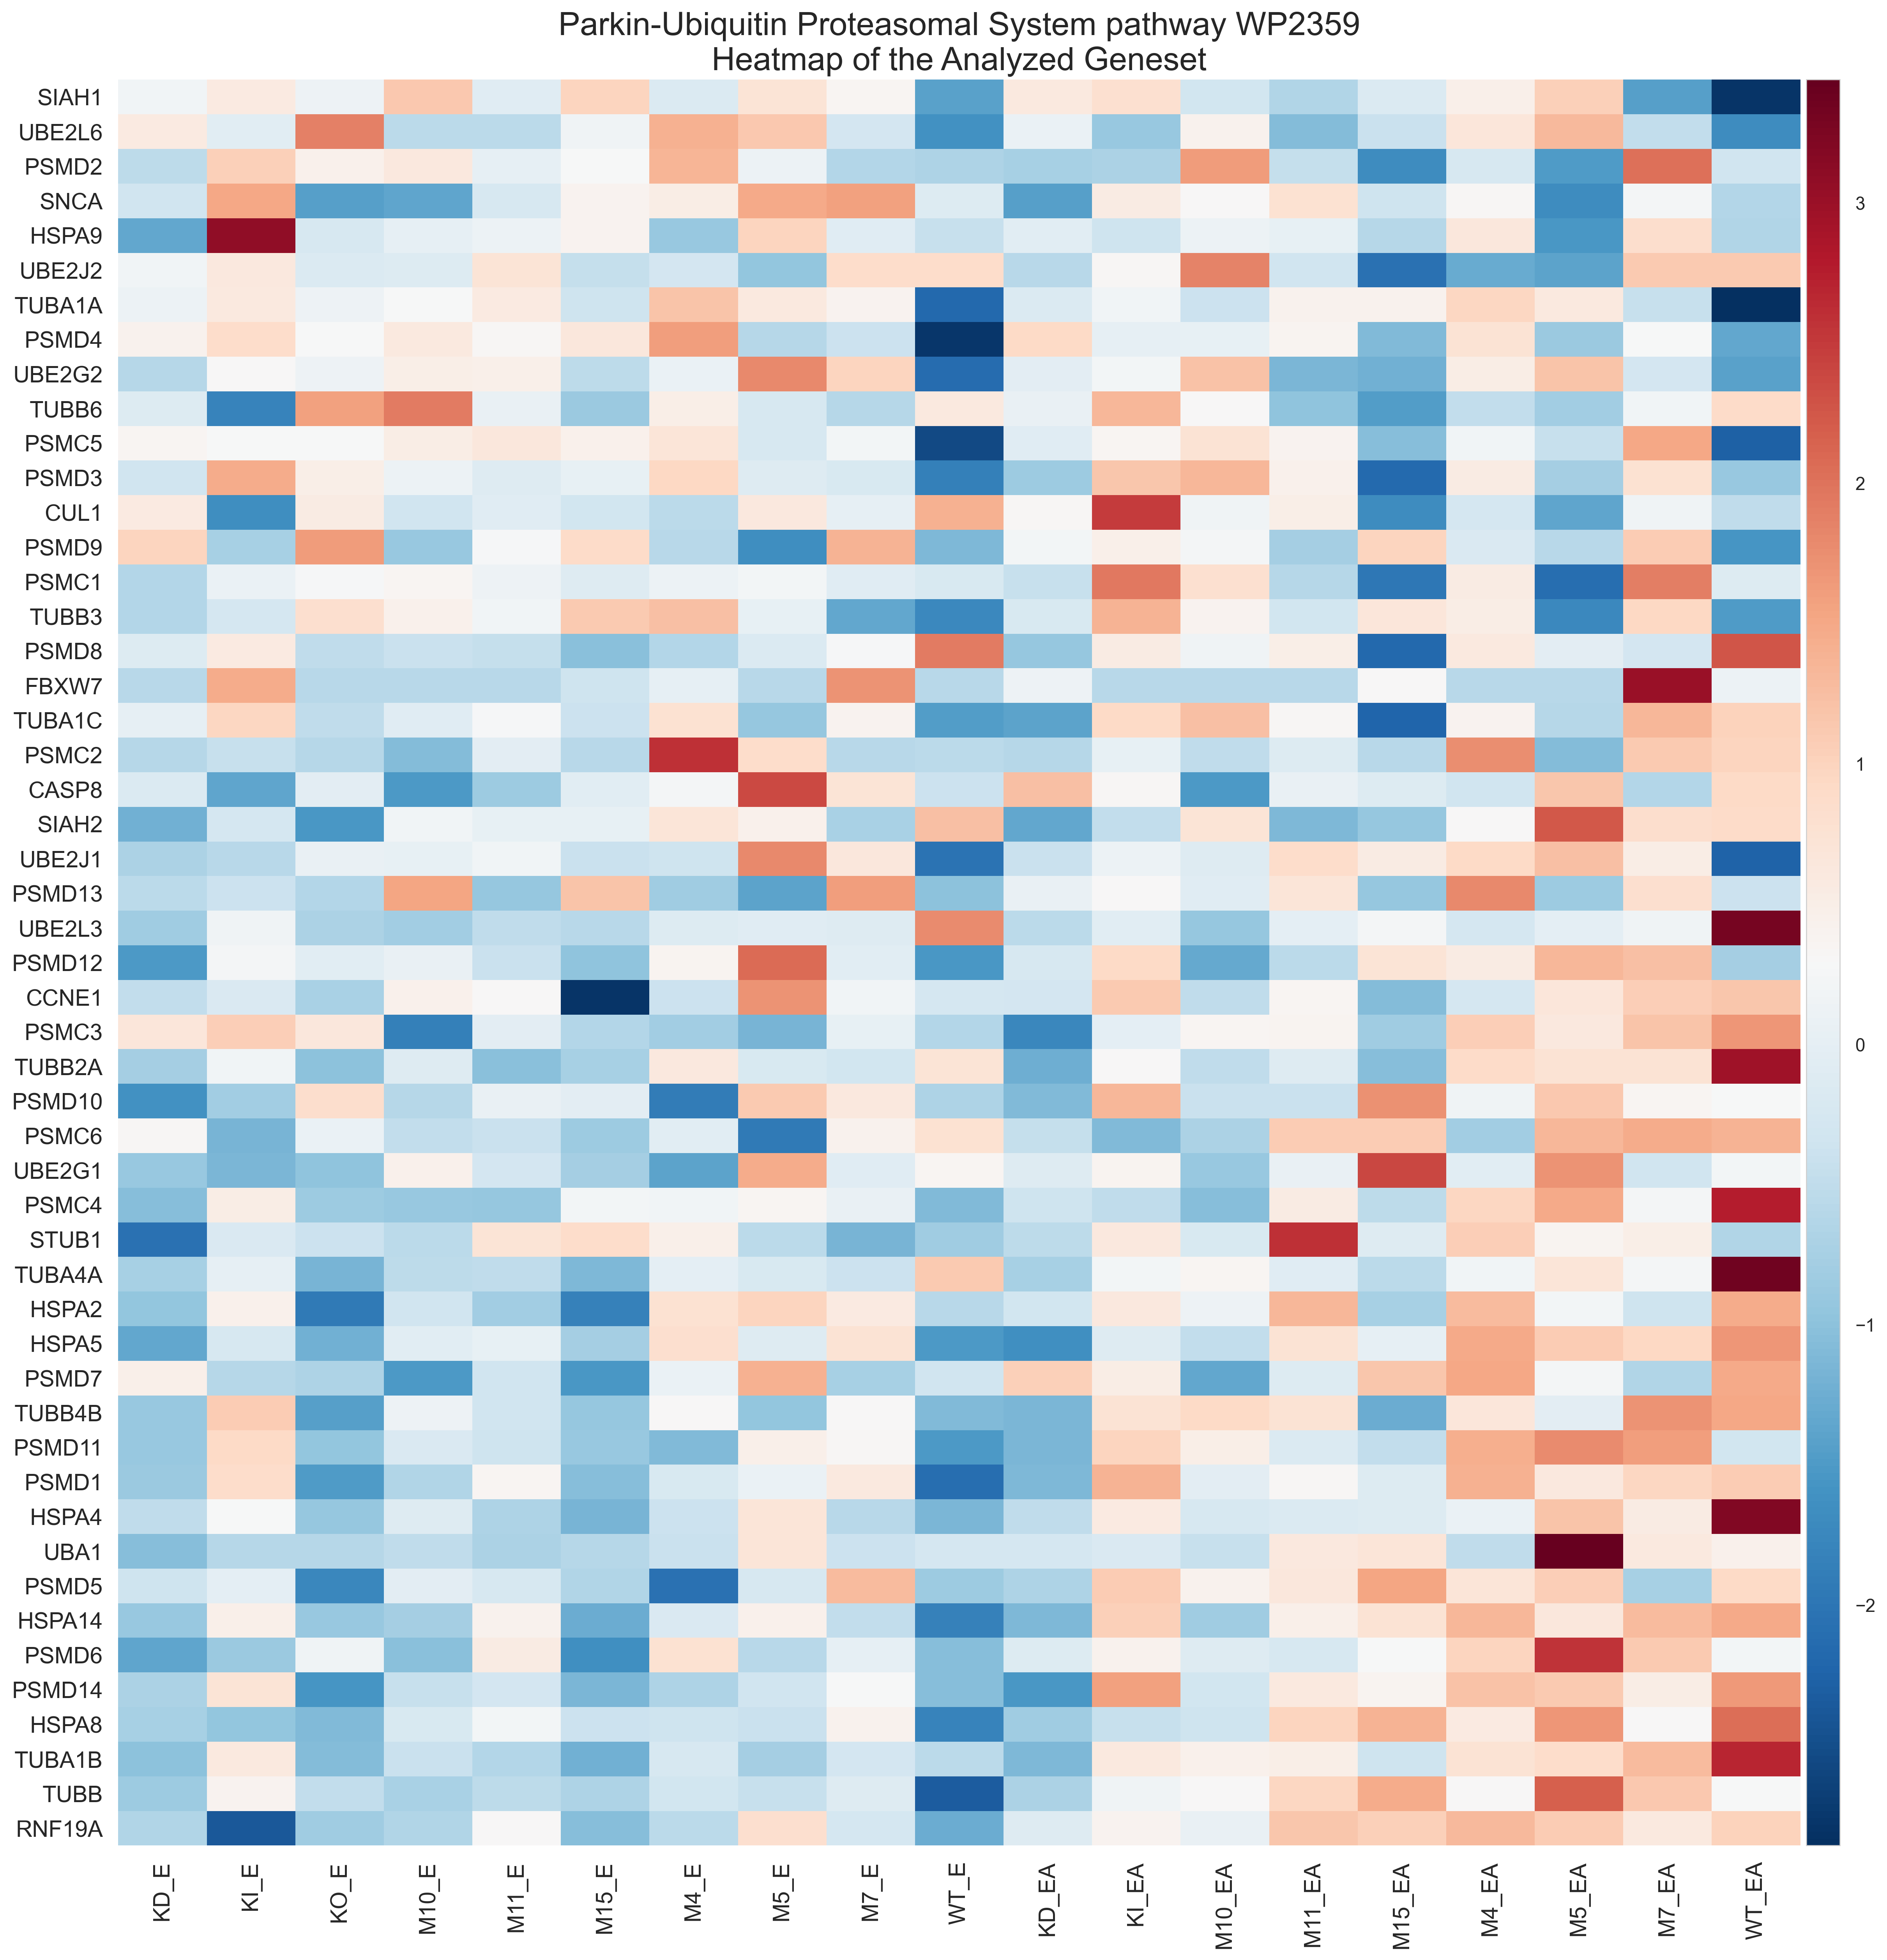 Parkin-Ubiquitin Proteasomal System pathway WP2359
Heatmap of the Analyzed Geneset
SIAH1
UBE2L6
PSMD2
SNCA
HSPA9
UBE2J2
TUBA1A
PSMD4
UBE2G2
TUBB6
PSMC5
PSMD3
CUL1
PSMD9
PSMC1
TUBB3
PSMD8
FBXW7
TUBA1C
PSMC2
CASP8
SIAH2
UBE2J1
PSMD13
UBE2L3
PSMD12
CCNE1
PSMC3
TUBB2A
PSMD10
PSMC6
UBE2G1
PSMC4
STUB1
TUBA4A
HSPA2
HSPA5
PSMD7
TUBB4B
PSMD11
PSMD1
HSPA4
UBA1
PSMD5
HSPA14
PSMD6
PSMD14
HSPA8
TUBA1B
TUBB
RNF19A
KD_E
KI_E
KO_E
M10_E
M11_E
M15_E
M4_E
M5_E
M7_E
WT_E
KD_EA
KI_EA
M10_EA
M11_EA
M15_EA
M4_EA
M5_EA
M7_EA
WT_EA
3
2
1
0
−1
−2